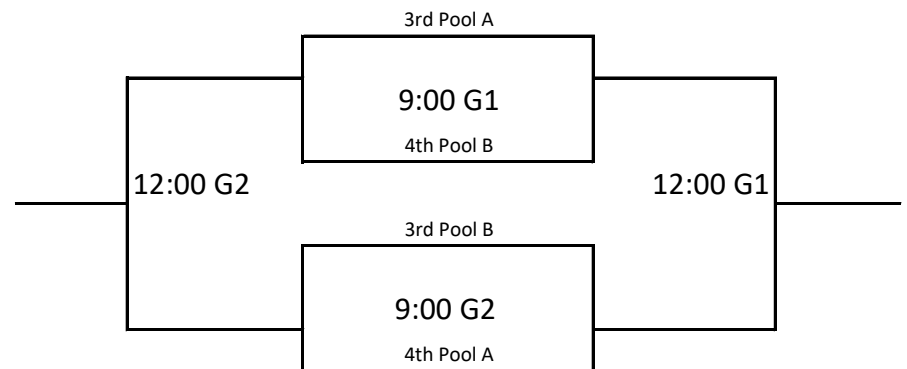 3rd Pool A
9:00 G1
4th Pool B
12:00 G2
12:00 G1
3rd Pool B
9:00 G2
4th Pool A